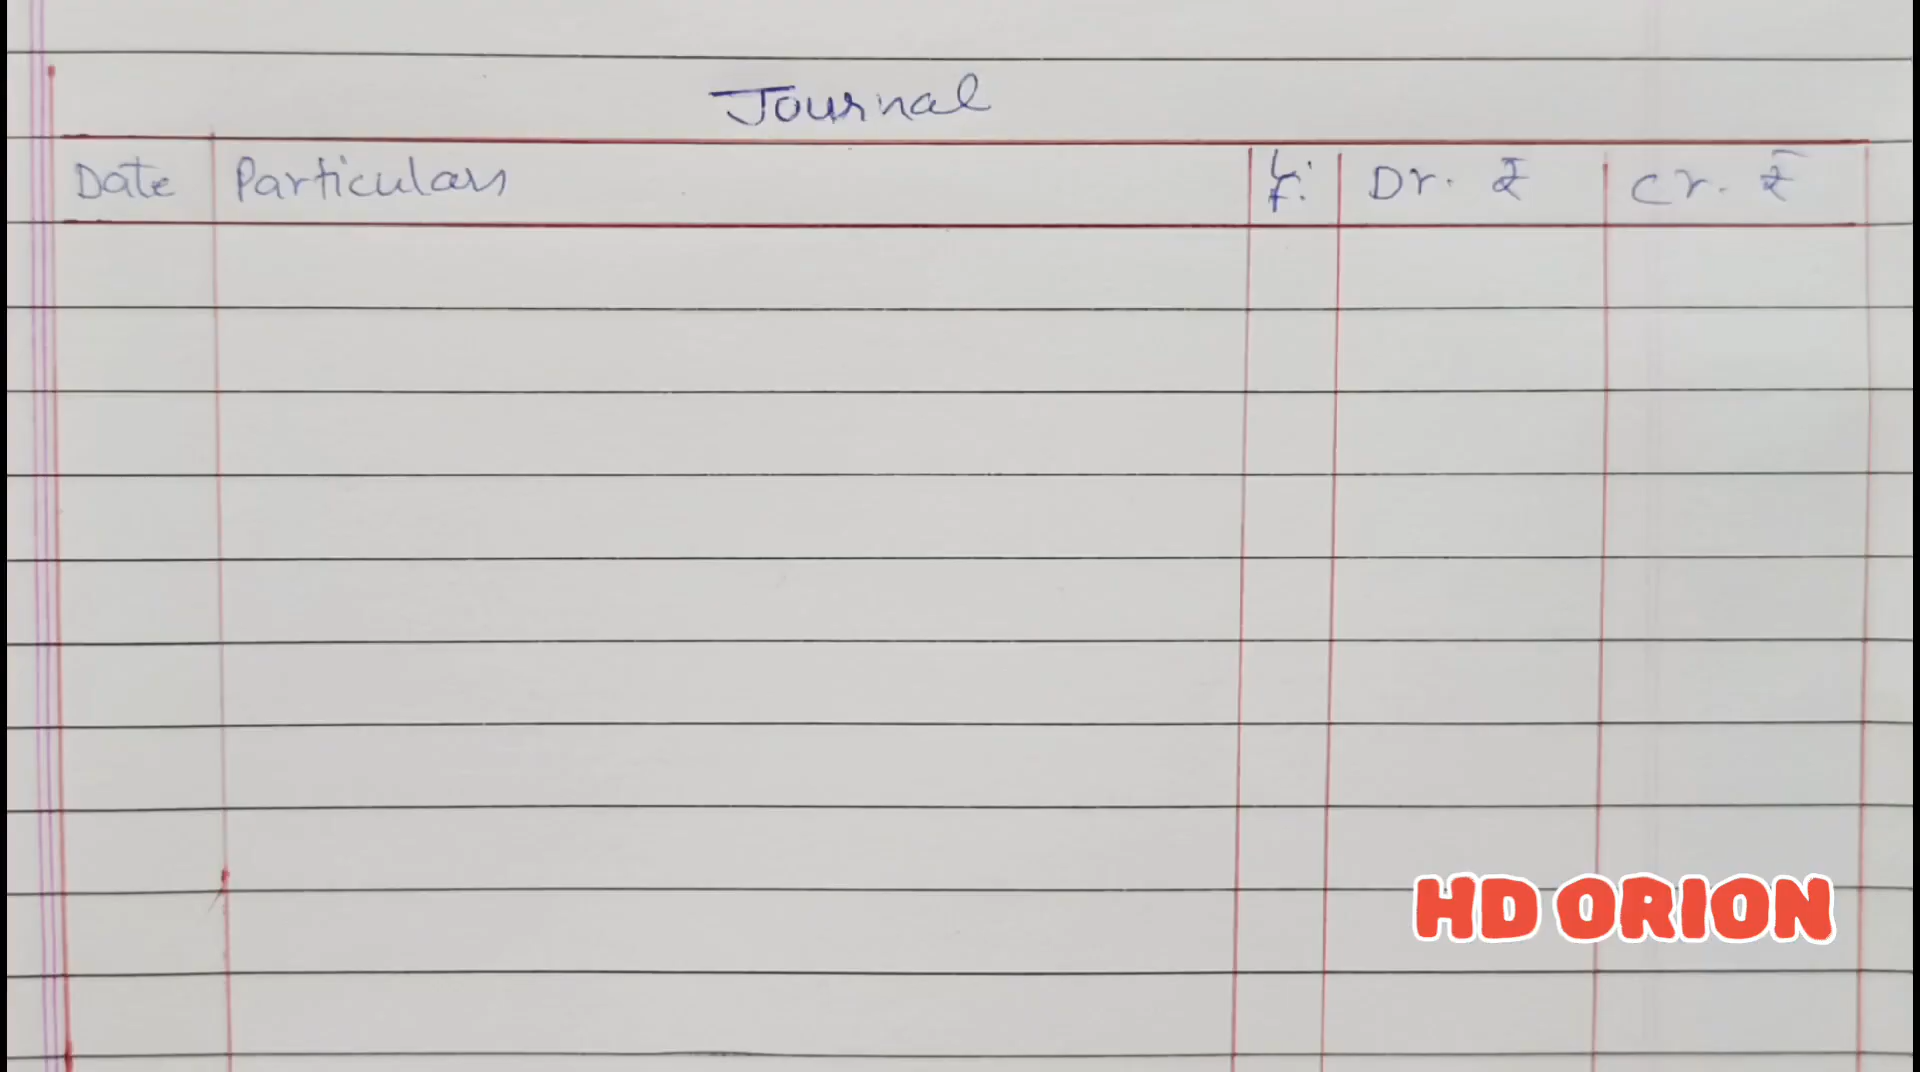 Journal
Date Particulars L.F. Dr. ₹ Cr. ₹
HD ORION